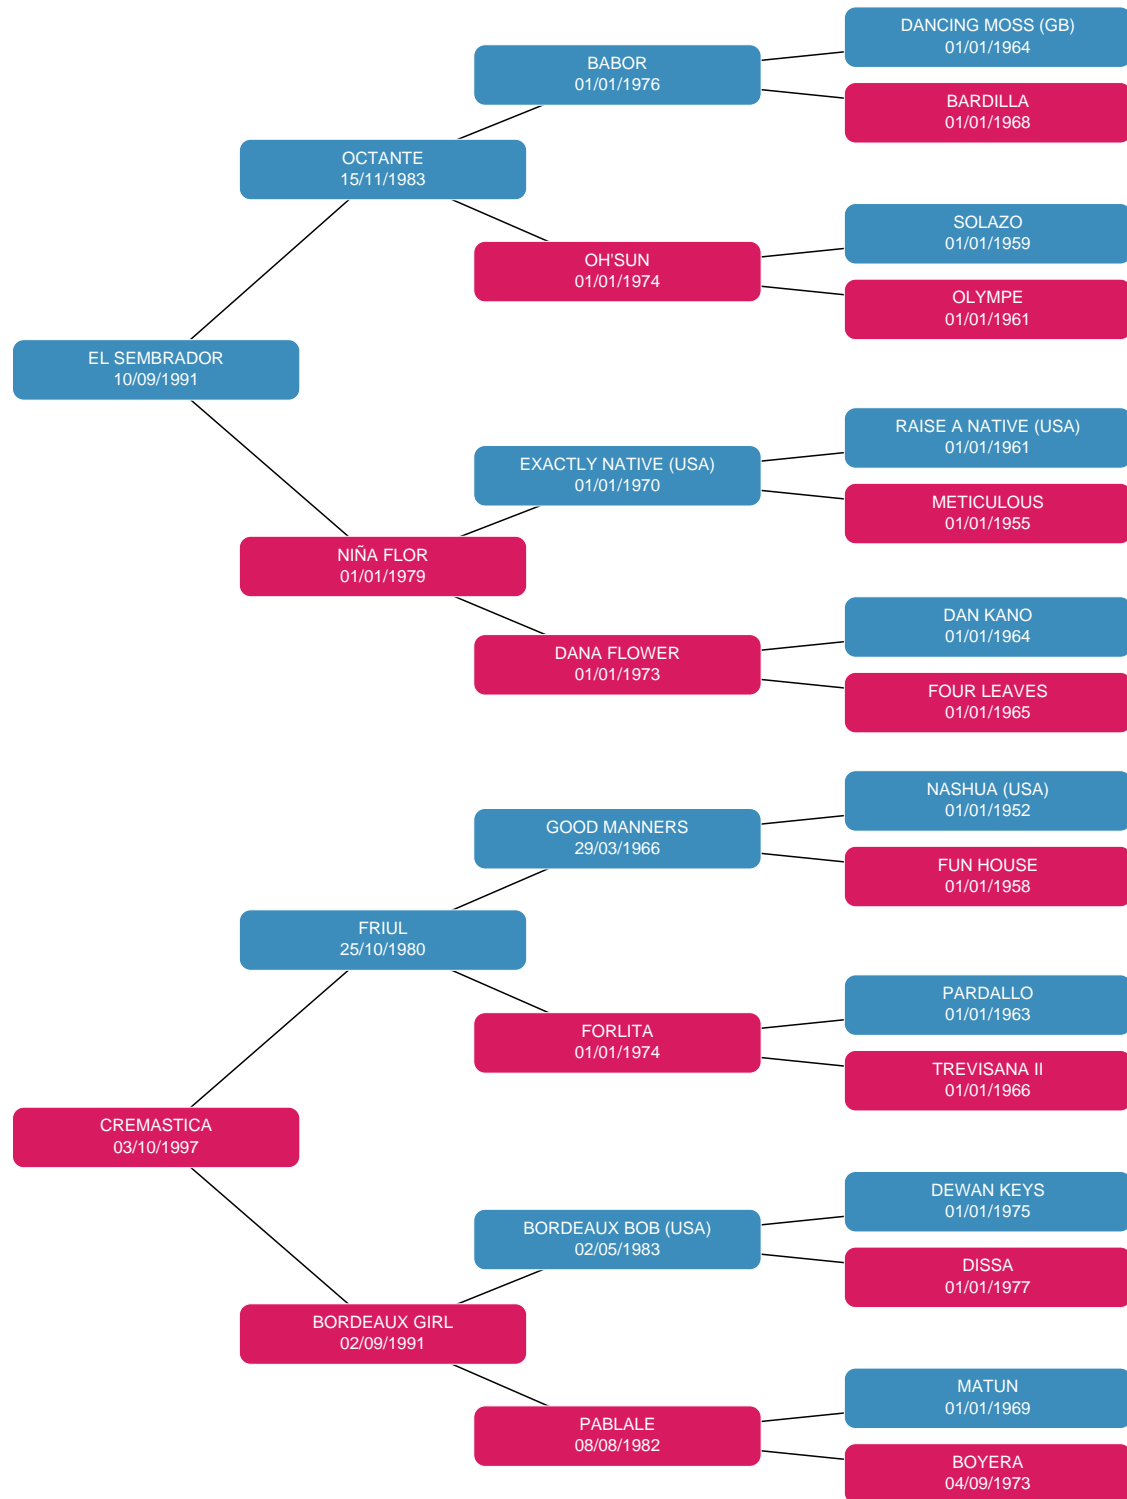 DANCING MOSS (GB)
01/01/1964
BABOR
01/01/1976
BARDILLA
01/01/1968
OCTANTE
15/11/1983
SOLAZO
01/01/1959
OH'SUN
01/01/1974
OLYMPE
01/01/1961
EL SEMBRADOR
10/09/1991
RAISE A NATIVE (USA)
01/01/1961
EXACTLY NATIVE (USA)
01/01/1970
METICULOUS
01/01/1955
NIÑA FLOR
01/01/1979
DAN KANO
01/01/1964
DANA FLOWER
01/01/1973
FOUR LEAVES
01/01/1965
NASHUA (USA)
01/01/1952
GOOD MANNERS
29/03/1966
FUN HOUSE
01/01/1958
FRIUL
25/10/1980
PARDALLO
01/01/1963
FORLITA
01/01/1974
TREVISANA II
01/01/1966
CREMASTICA
03/10/1997
DEWAN KEYS
01/01/1975
BORDEAUX BOB (USA)
02/05/1983
DISSA
01/01/1977
BORDEAUX GIRL
02/09/1991
MATUN
01/01/1969
PABLALE
08/08/1982
BOYERA
04/09/1973